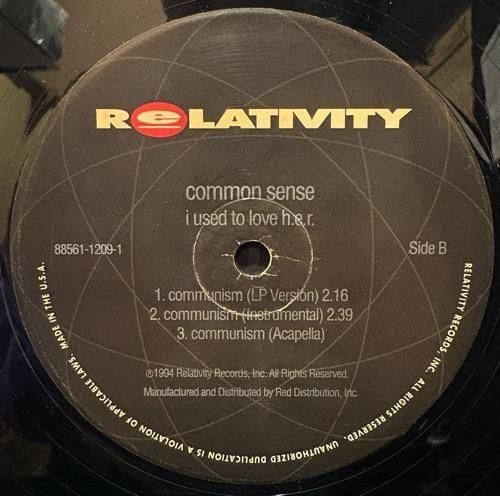 ReLATIVITY
common sense
i used to love h.e.r.
88561-1209-1
Side B
1. communism (LP Version) 2.16
2. communism (Instrumental) 2.39
3. communism (Acapella)
℗1994 Relativity Records, Inc. All Rights Reserved.
Manufactured and Distributed by Red Distribution, Inc.
RELATIVITY RECORDS, INC. ALL RIGHTS RESERVED. UNAUTHORIZED DUPLICATION IS A VIOLATION OF APPLICABLE LAWS. MADE IN THE U.S.A.